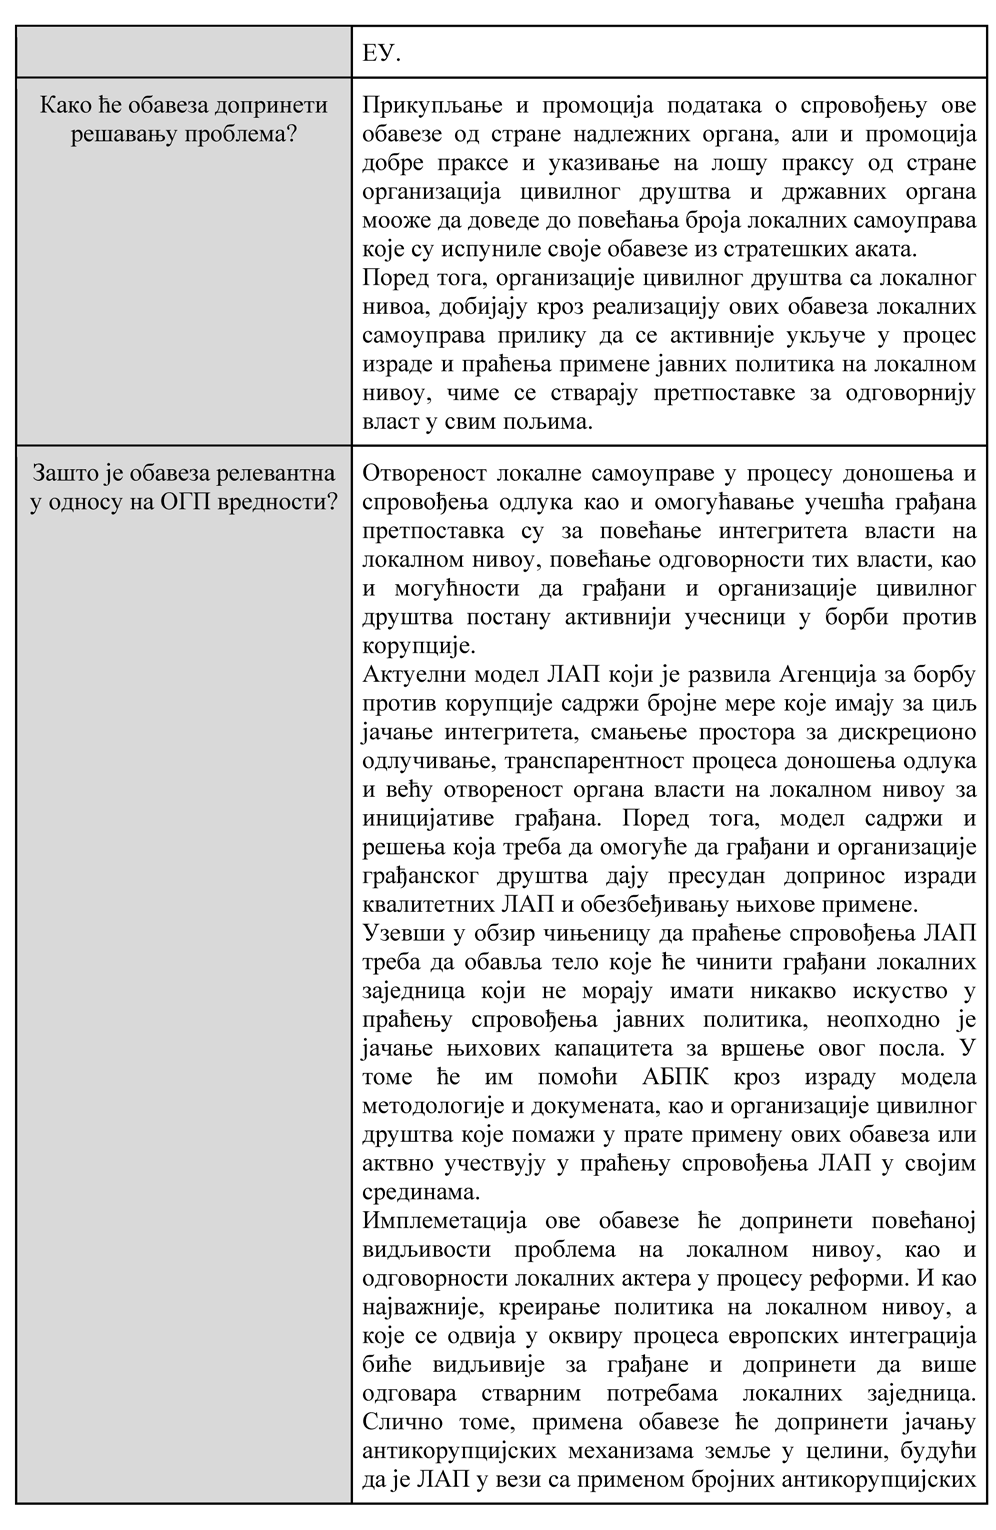 ЕУ.
Како ће обавеза допринети
решавању проблема?
Прикупљање и промоција података о спровођењу ове
обавезе од стране надлежних органа, али и промоција
добре праксе и указивање на лошу праксу од стране
организација цивилног друштва и државних органа
мооже да доведе до повећања броја локалних самоуправа
које су испуниле своје обавезе из стратешких аката.
Поред тога, организације цивилног друштва са локалног
нивоа, добијају кроз реализацију ових обавеза локалних
самоуправа прилику да се активније укључе у процес
израде и праћења примене јавних политика на локалном
нивоу, чиме се стварају претпоставке за одговорнију
власт у свим пољима.
Зашто је обавеза релевантна
у односу на ОГП вредности?
Отвореност локалне самоуправе у процесу доношења и
спровођења одлука као и омогућавање учешћа грађана
претпоставка су за повећање интегритета власти на
локалном нивоу, повећање одговорности тих власти, као
и могућности да грађани и организације цивилног
друштва постану активнији учесници у борби против
корупције.
Актуелни модел ЛАП који је развила Агенција за борбу
против корупције садржи бројне мере које имају за циљ
јачање интегритета, смањење простора за дискреционо
одлучивање, транспарентност процеса доношења одлука
и већу отвореност органа власти на локалном нивоу за
иницијативе грађана. Поред тога, модел садржи и
решења која треба да омогуће да грађани и организације
грађанског друштва дају пресудан допринос изради
квалитетних ЛАП и обезбеђивању њихове примене.
Узевши у обзир чињеницу да праћење спровођења ЛАП
треба да обавља тело које ће чинити грађани локалних
заједница који не морају имати никакво искуство у
праћењу спровођења јавних политика, неопходно је
јачање њихових капацитета за вршење овог посла. У
томе ће им помоћи АБПК кроз израду модела
методологије и докумената, као и организације цивилног
друштва које помажи у прате примену ових обавеза или
актвно учествују у праћењу спровођења ЛАП у својим
срединама.
Имплеметација ове обавезе ће допринети повећаној
видљивости проблема на локалном нивоу, као и
одговорности локалних актера у процесу реформи. И као
најважније, креирање политика на локалном нивоу, а
које се одвија у оквиру процеса европских интеграција
биће видљивије за грађане и допринети да више
одговара стварним потребама локалних заједница.
Слично томе, примена обавезе ће допринети јачању
антикорупцијских механизама земље у целини, будући
да је ЛАП у вези са применом бројних антикорупцијских